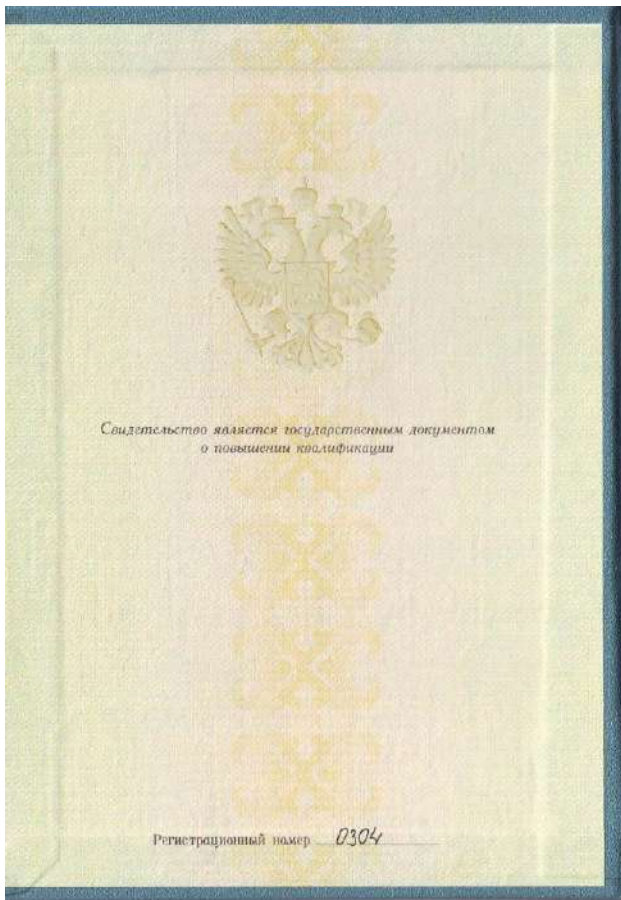 Свидетельство является государственным документом
о повышении квалификации
Регистрационный номер 0304